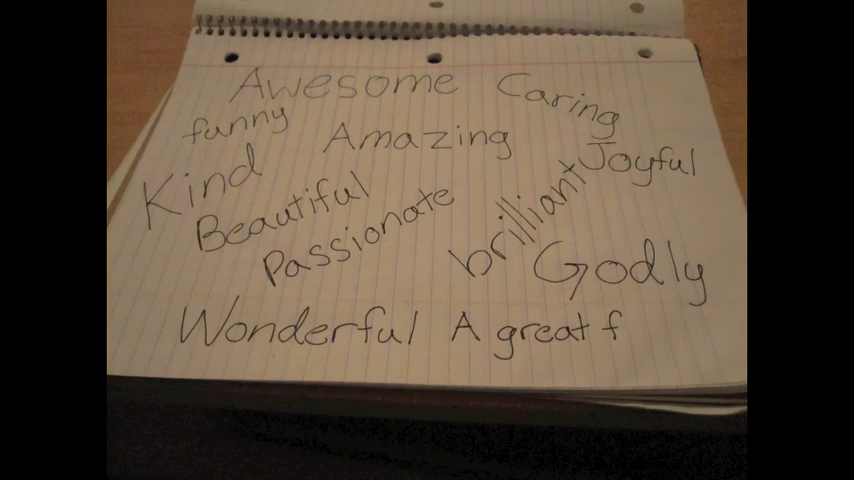 Awesome Caring
funny Amazing Joyful
Kind
Beautiful brilliant
Passionate Godly
Wonderful A great f